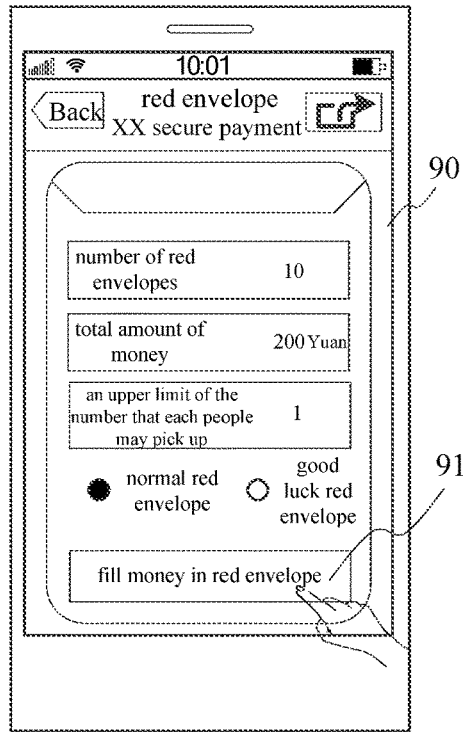 10:01
Back
red envelope
XX secure payment
90
number of red
envelopes
10
total amount of
money
200 Yuan
an upper limit of the
number that each people
may pick up
1
normal red
envelope
good
luck red
envelope
91
fill money in red envelope